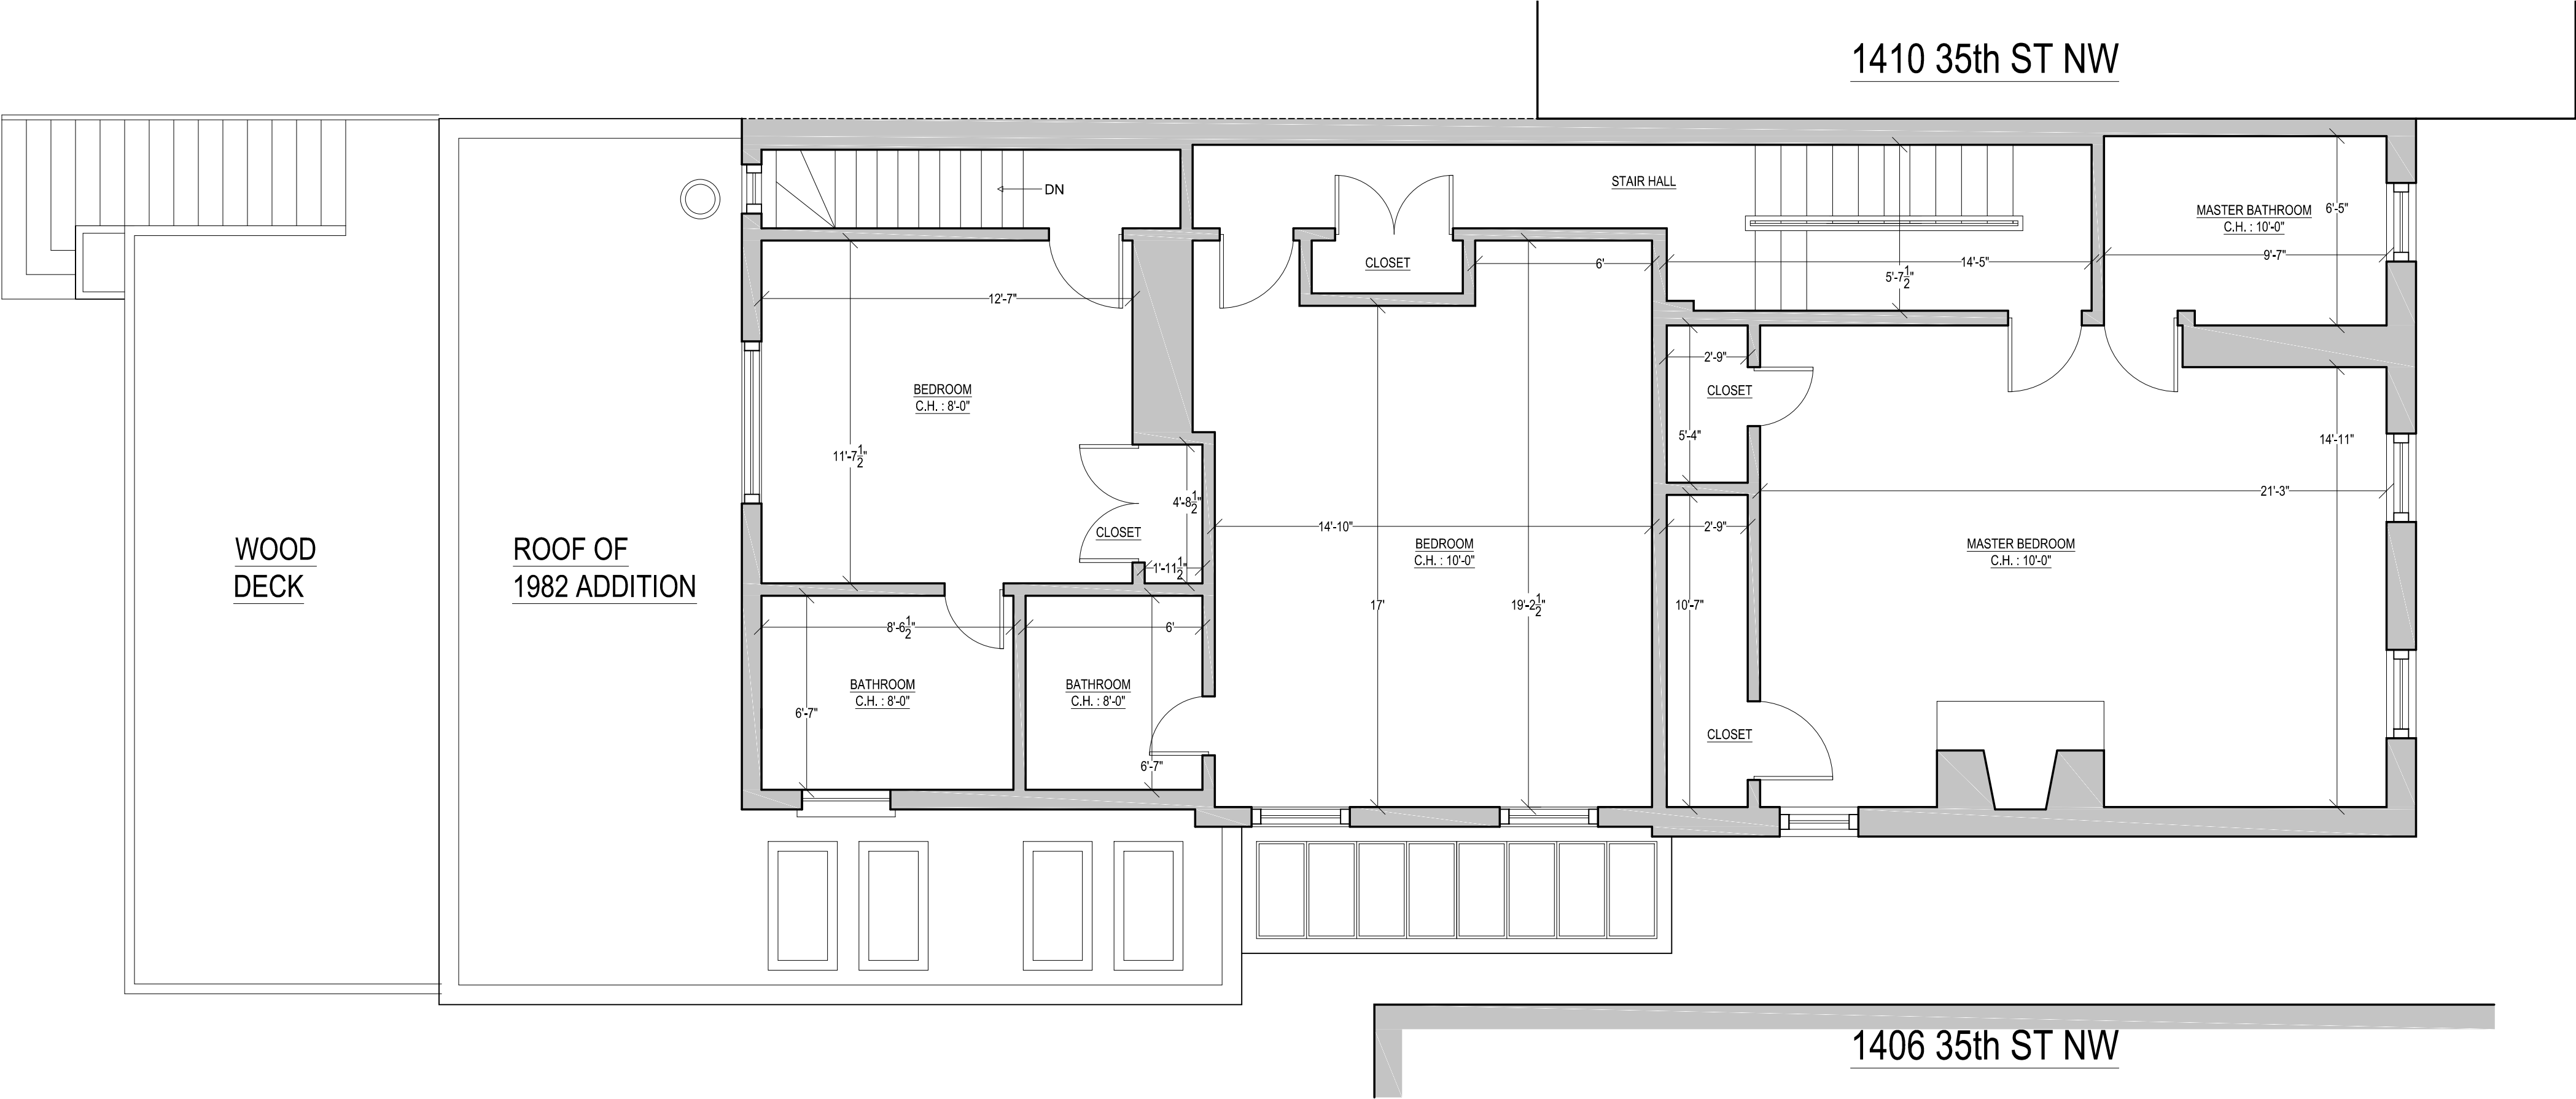 1410 35th ST NW
DN
STAIR HALL
MASTER BATHROOM
C.H. : 10'-0"
6'-5"
9'-7"
CLOSET
6'
14'-5"
5'-7 1/2"
12'-7"
2'-9"
CLOSET
BEDROOM
C.H. : 8'-0"
5'-4"
14'-11"
11'-7 1/2"
4'-8 1/2"
21'-3"
CLOSET
14'-10"
2'-9"
WOOD
DECK
ROOF OF
1982 ADDITION
BEDROOM
C.H. : 10'-0"
MASTER BEDROOM
C.H. : 10'-0"
1'-11 1/2"
17'
19'-2 1/2"
10'-7"
8'-6 1/2"
6'
BATHROOM
C.H. : 8'-0"
BATHROOM
C.H. : 8'-0"
6'-7"
6'-7"
CLOSET
1406 35th ST NW